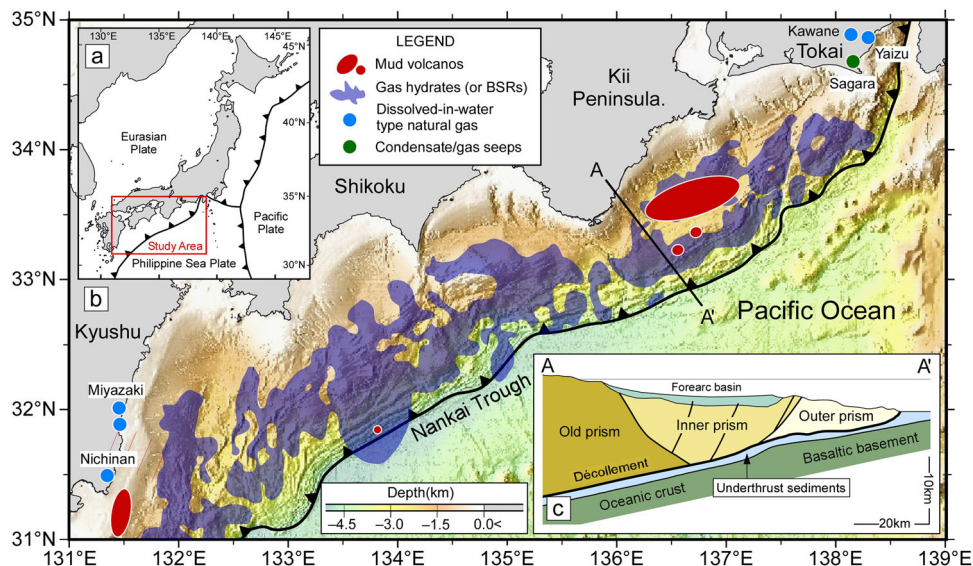 35°N
34°N
33°N
32°N
31°N
131°E
132°E
133°E
134°E
135°E
136°E
137°E
138°E
139°E
a
130°E
135°E
140°E
145°E
45°N
40°N
35°N
30°N
Eurasian
Plate
Pacific
Plate
Study Area
Philippine Sea Plate
LEGEND
Mud volcanos
Gas hydrates (or BSRs)
Dissolved-in-water
type natural gas
Condensate/gas seeps
b
Kawane
Tokai
Yaizu
Sagara
Kii
Peninsula.
Shikoku
Kyushu
Miyazaki
Nichinan
A
A'
Pacific Ocean
Nankai Trough
Depth(km)
−4.5
−3.0
−1.5
0.0<
A
A'
Forearc basin
Old prism
Inner prism
Outer prism
Décollement
Basaltic basement
Oceanic crust
Underthrust sediments
c
10km
20km